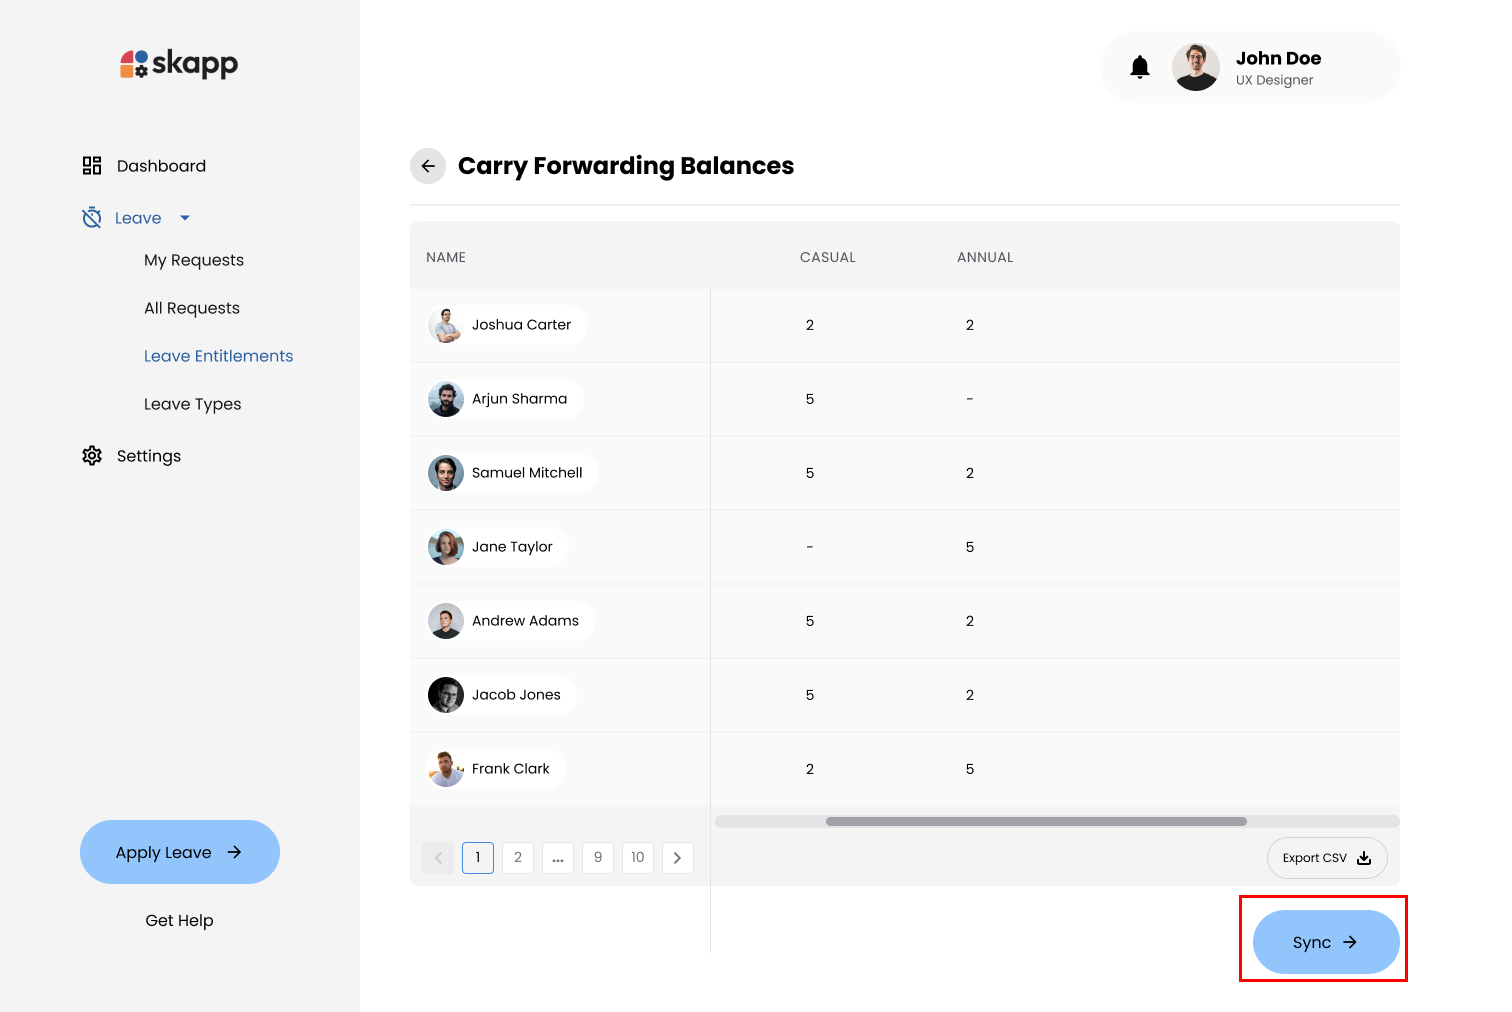 skapp
John Doe
UX Designer
Dashboard
Leave
My Requests
All Requests
Leave Entitlements
Leave Types
Settings
Apply Leave
Get Help
Carry Forwarding Balances
NAME CASUAL ANNUAL
Joshua Carter 2 2
Arjun Sharma 5 -
Samuel Mitchell 5 2
Jane Taylor - 5
Andrew Adams 5 2
Jacob Jones 5 2
Frank Clark 2 5
1 2 ... 9 10
Export CSV
Sync